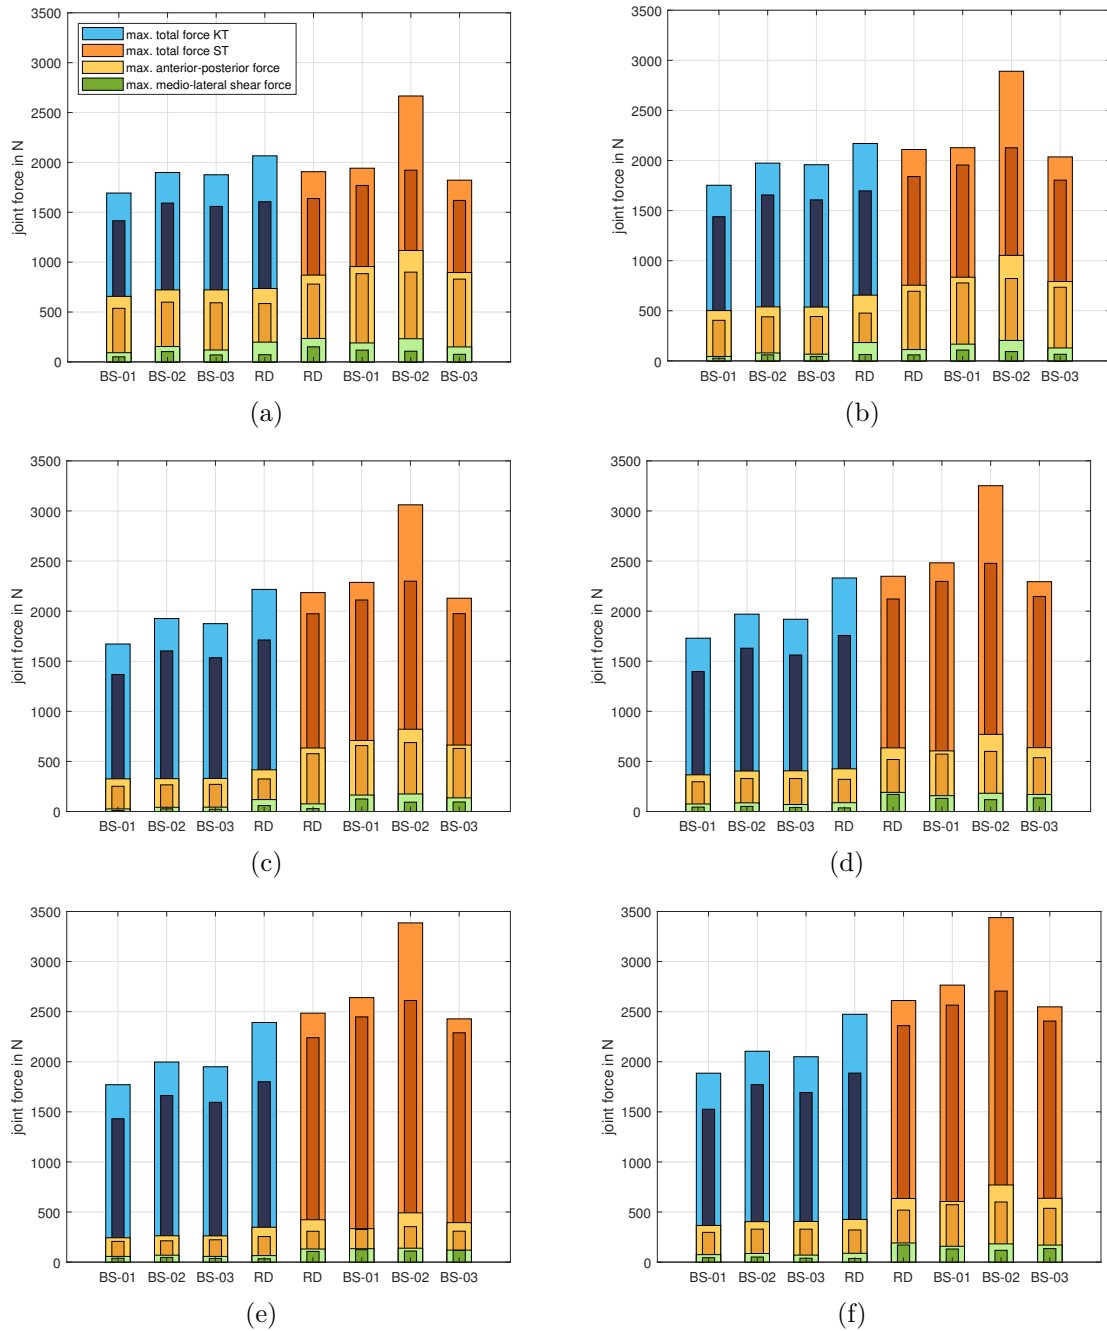 3500
3000
2500
2000
1500
1000
500
0
joint force in N
max. total force KT
max. total force ST
max. anterior-posterior force
max. medio-lateral shear force
BS-01 BS-02 BS-03 RD RD BS-01 BS-02 BS-03
(a)
3500
3000
2500
2000
1500
1000
500
0
joint force in N
BS-01 BS-02 BS-03 RD RD BS-01 BS-02 BS-03
(b)
3500
3000
2500
2000
1500
1000
500
0
joint force in N
BS-01 BS-02 BS-03 RD RD BS-01 BS-02 BS-03
(c)
3500
3000
2500
2000
1500
1000
500
0
joint force in N
BS-01 BS-02 BS-03 RD RD BS-01 BS-02 BS-03
(d)
3500
3000
2500
2000
1500
1000
500
0
joint force in N
BS-01 BS-02 BS-03 RD RD BS-01 BS-02 BS-03
(e)
3500
3000
2500
2000
1500
1000
500
0
joint force in N
BS-01 BS-02 BS-03 RD RD BS-01 BS-02 BS-03
(f)